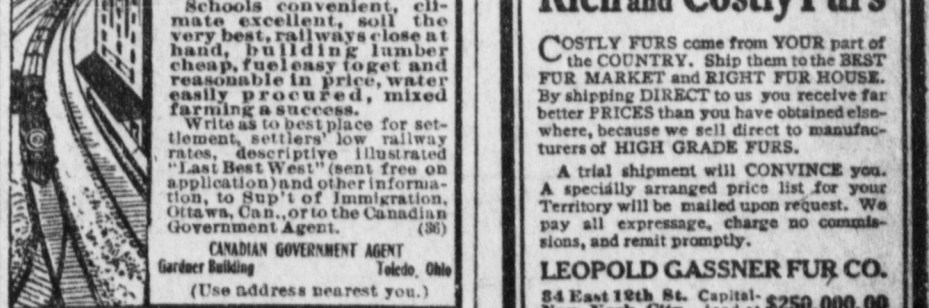 Schools convenient, cli-
mate excellent, soil the
very best, railways close at
hand, building lumber
cheap, fuel easy to get and
reasonable in price, water
easily procured, mixed
farming a success.
Write as to best place for set-
tlement, settlers' low railway
rates, descriptive illustrated
"Last Best West" (sent free on
application) and other informa-
tion, to Sup't of Immigration,
Ottawa, Can., or to the Canadian
Government Agent. (36)
CANADIAN GOVERNMENT AGENT
Gardner Building Toledo, Ohio
(Use address nearest you.)
Rich and Costly Furs
COSTLY FURS come from YOUR part of
the COUNTRY. Ship them to the BEST
FUR MARKET and RIGHT FUR HOUSE.
By shipping DIRECT to us you receive far
better PRICES than you have obtained else-
where, because we sell direct to manufac-
turers of HIGH GRADE FURS.
A trial shipment will CONVINCE you.
A specially arranged price list for your
Territory will be mailed upon request. We
pay all expressage, charge no commis-
sions, and remit promptly.
LEOPOLD GASSNER FUR CO.
84 East 12th St. Capital-
New York City $250,000.00